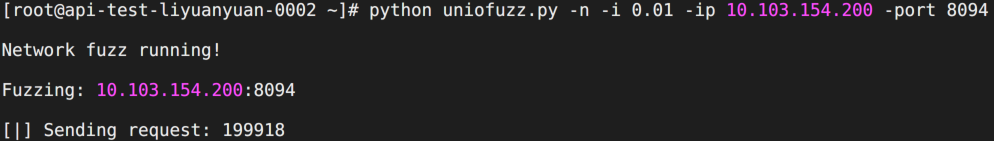 [root@api-test-liyuanyuan-0002 ~]# python uniofuzz.py -n -i 0.01 -ip 10.103.154.200 -port 8094
Network fuzz running!
Fuzzing: 10.103.154.200:8094
[|] Sending request: 199918